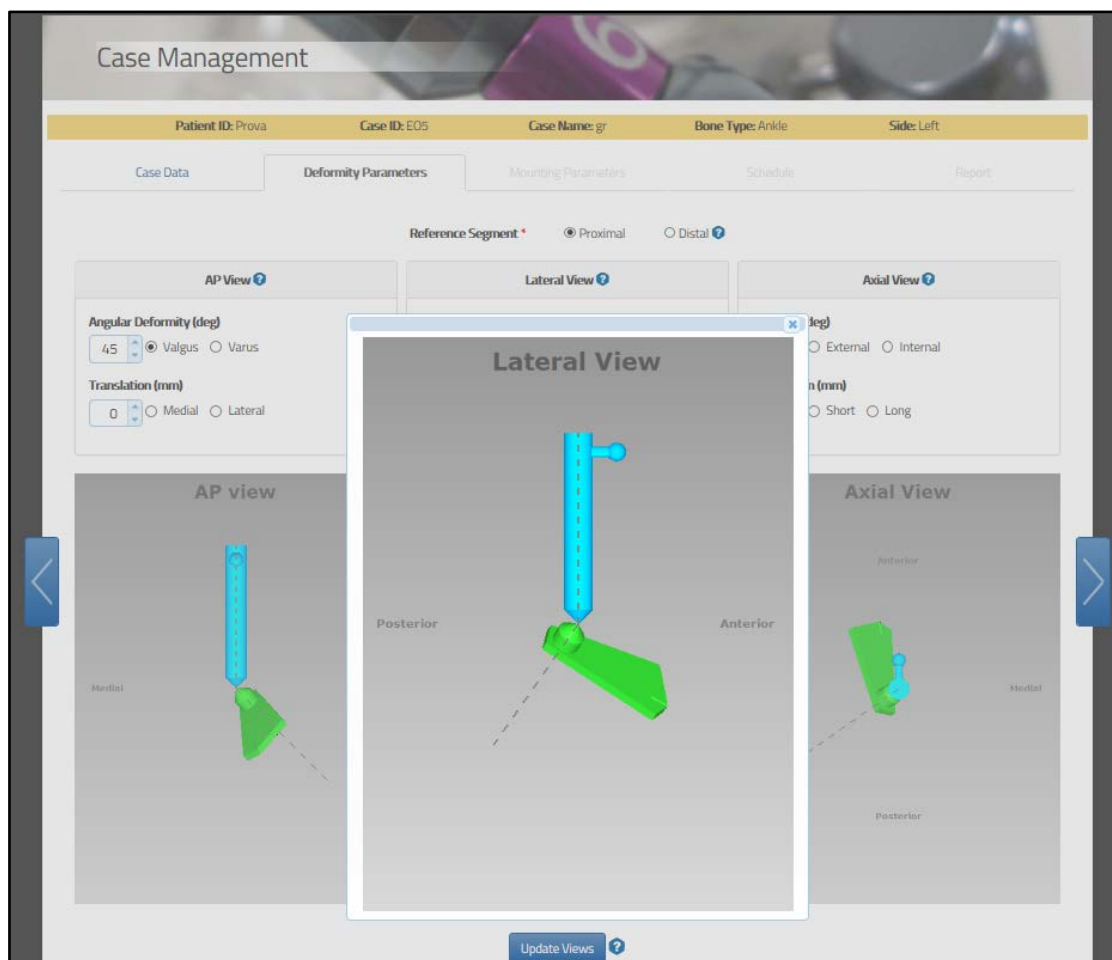 Case Management
6
Patient ID: Prova Case ID: E05 Case Name: gr Bone Type: Ankle Side: Left
Case Data Deformity Parameters Mounting Parameters Schedule Report
Reference Segment * Proximal Distal ?
AP View ? Lateral View ? Axial View ?
Angular Deformity (deg) deg)
45 Valgus Varus External Internal
Translation (mm) n (mm)
0 Medial Lateral Short Long
Lateral View
AP view Axial View
Anterior
Posterior Anterior
Medial Medial
Posterior
Update Views ?